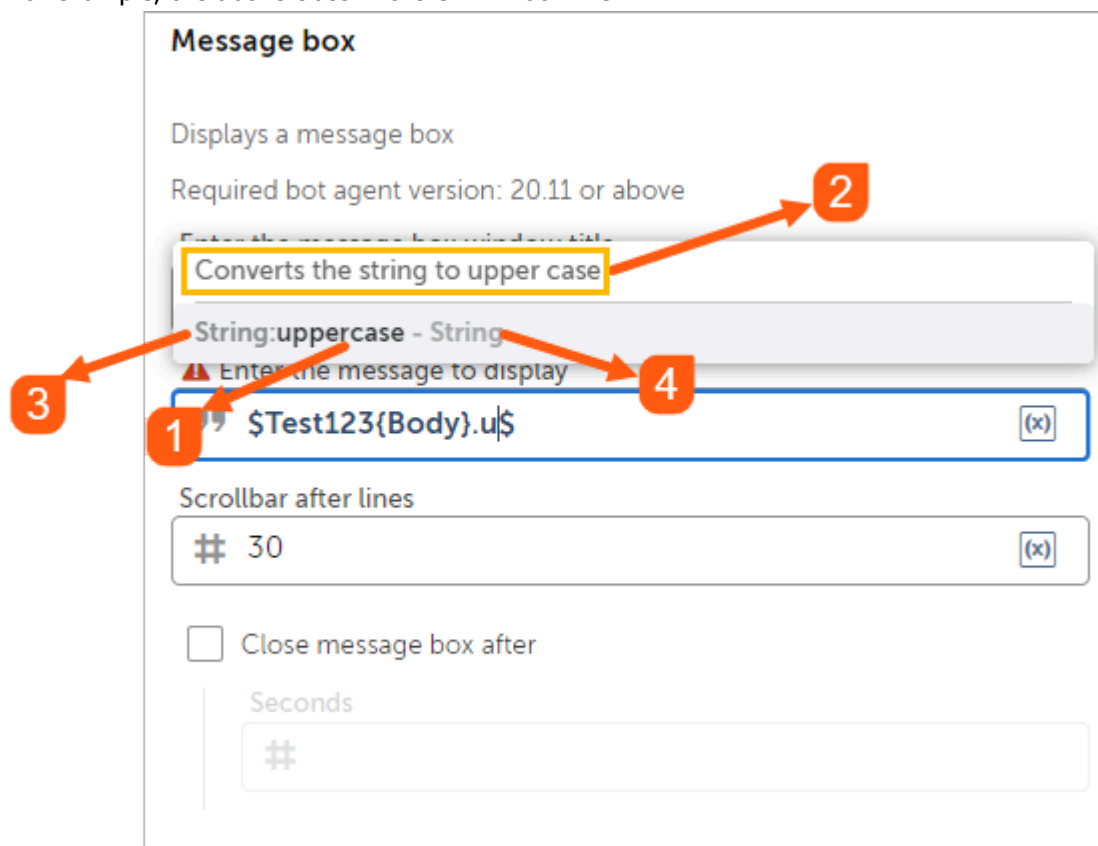 Message box
Displays a message box
Required bot agent version: 20.11 or above
2
Converts the string to upper case
String:uppercase - String
Enter the message to display
3
4
1
$Test123{Body}.u$
(x)
Scrollbar after lines
30
(x)
Close message box after
Seconds